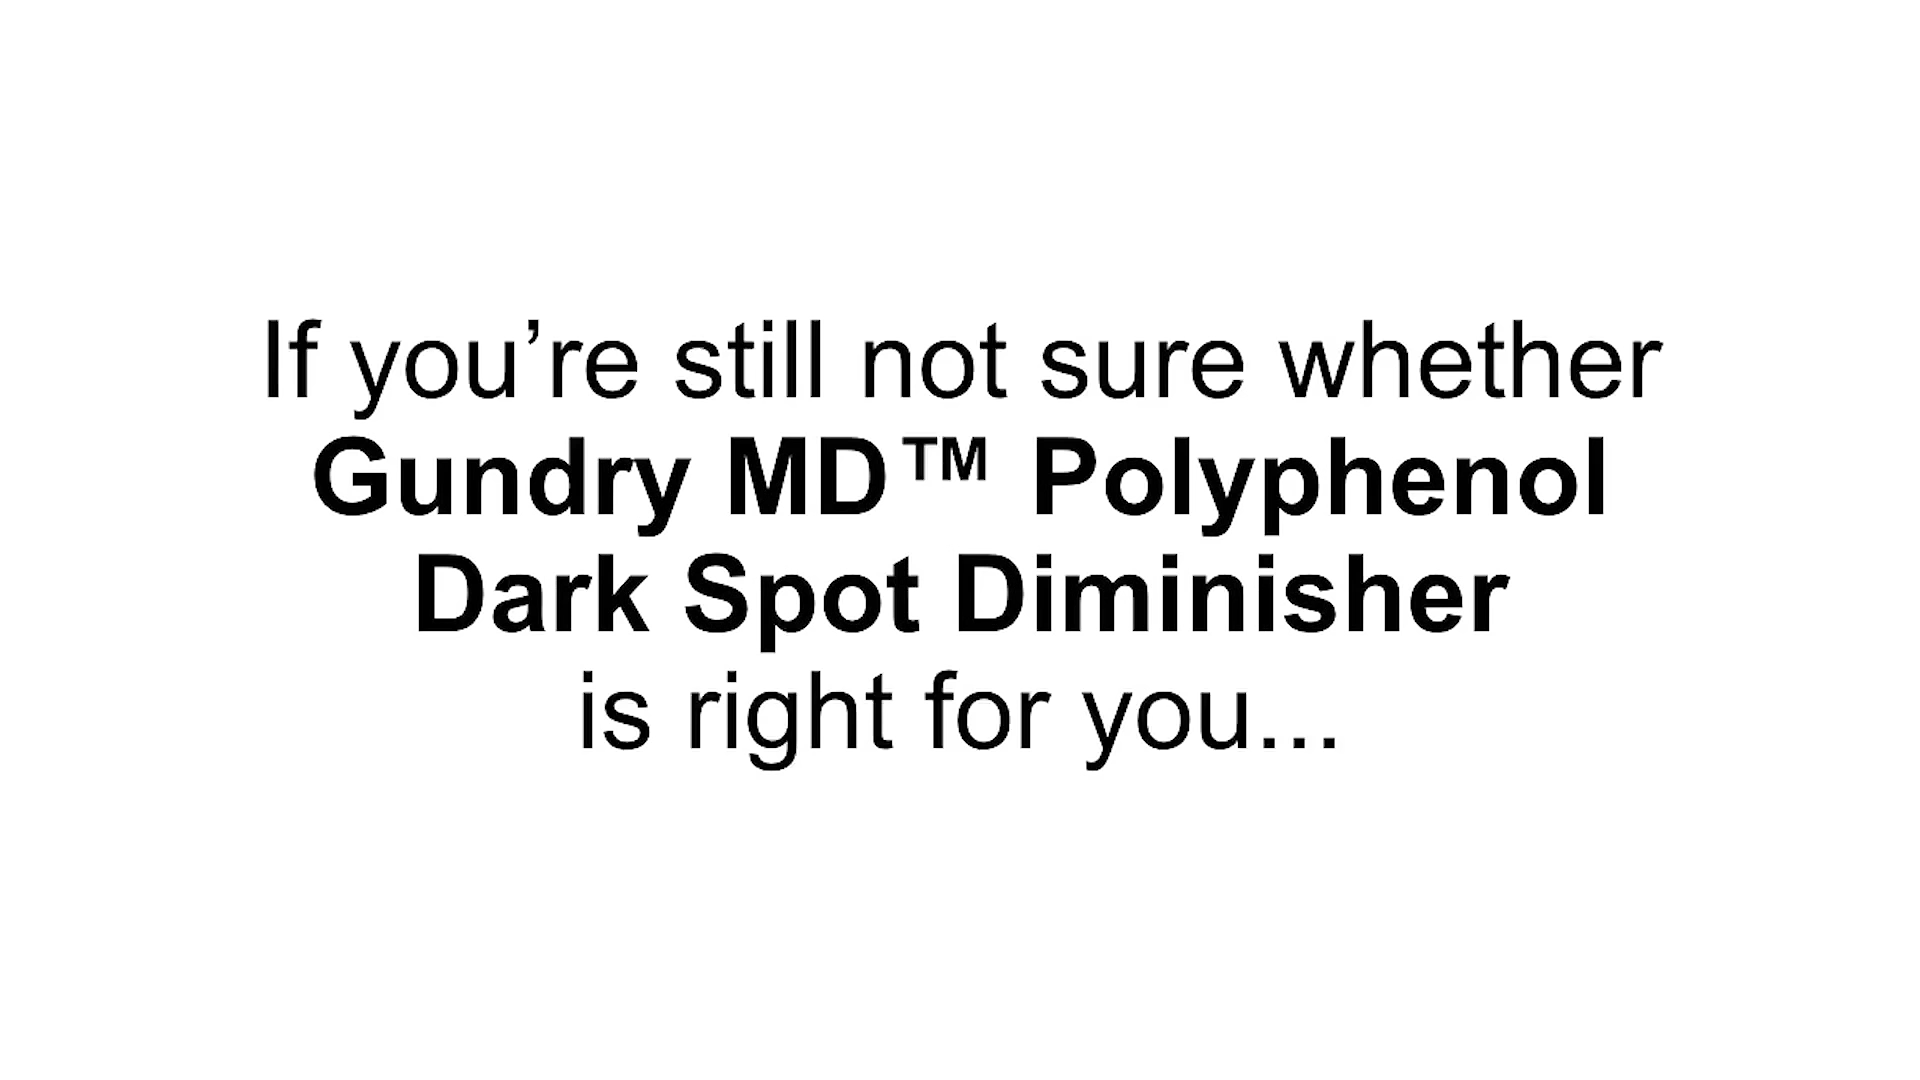 If you’re still not sure whether
Gundry MD™ Polyphenol
Dark Spot Diminisher
is right for you...